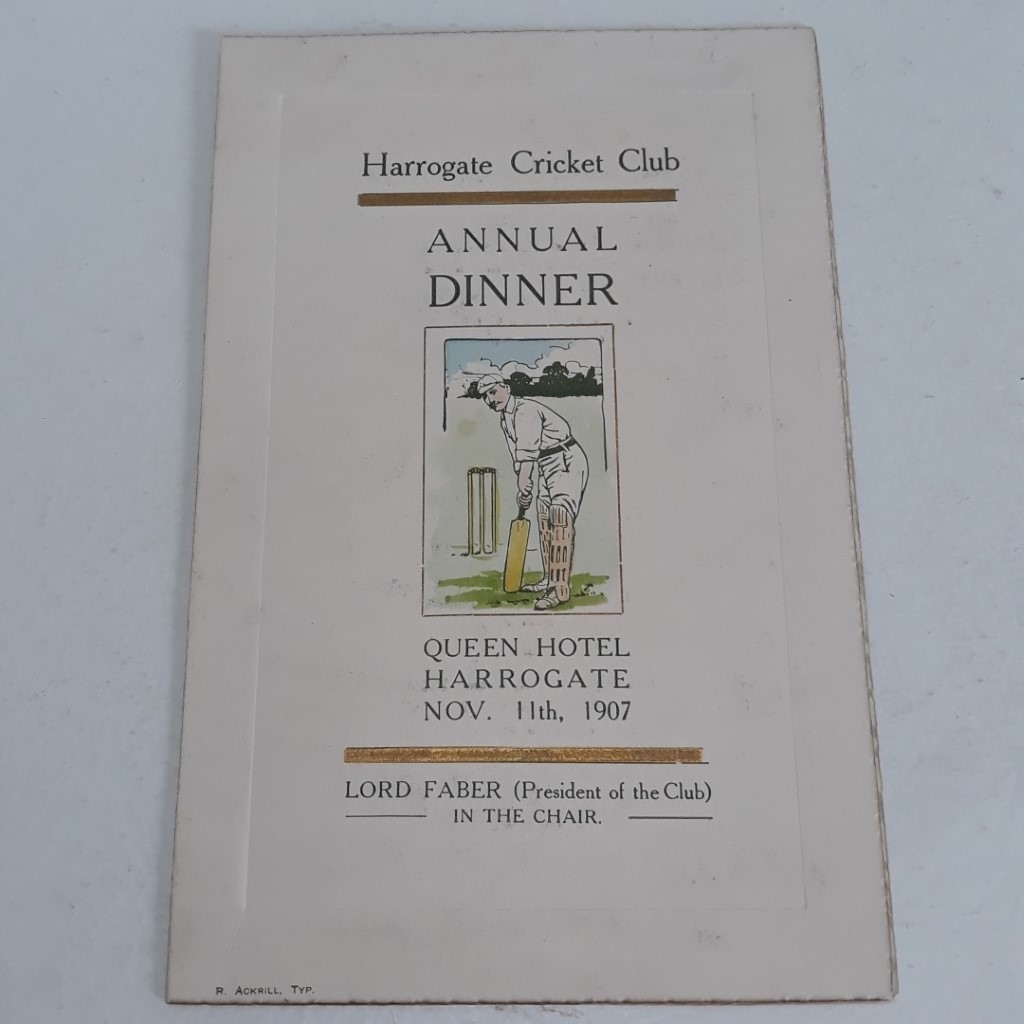 Harrogate Cricket Club
ANNUAL
DINNER
QUEEN HOTEL
HARROGATE
NOV. 11th, 1907
LORD FABER (President of the Club)
IN THE CHAIR.
R. ACKRILL, TYP.